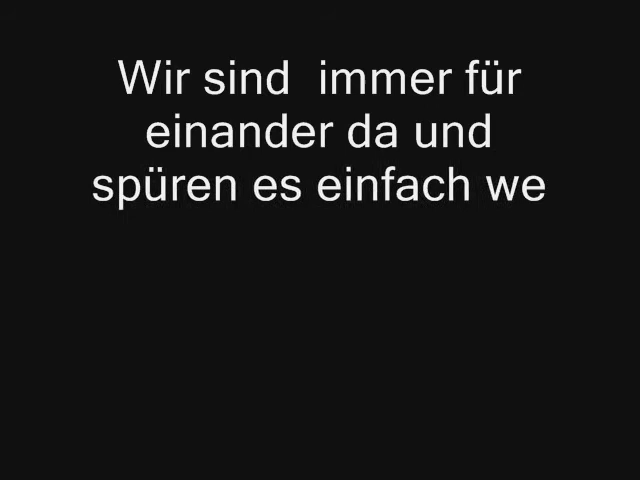 Wir sind  immer für
einander da und
spüren es einfach we